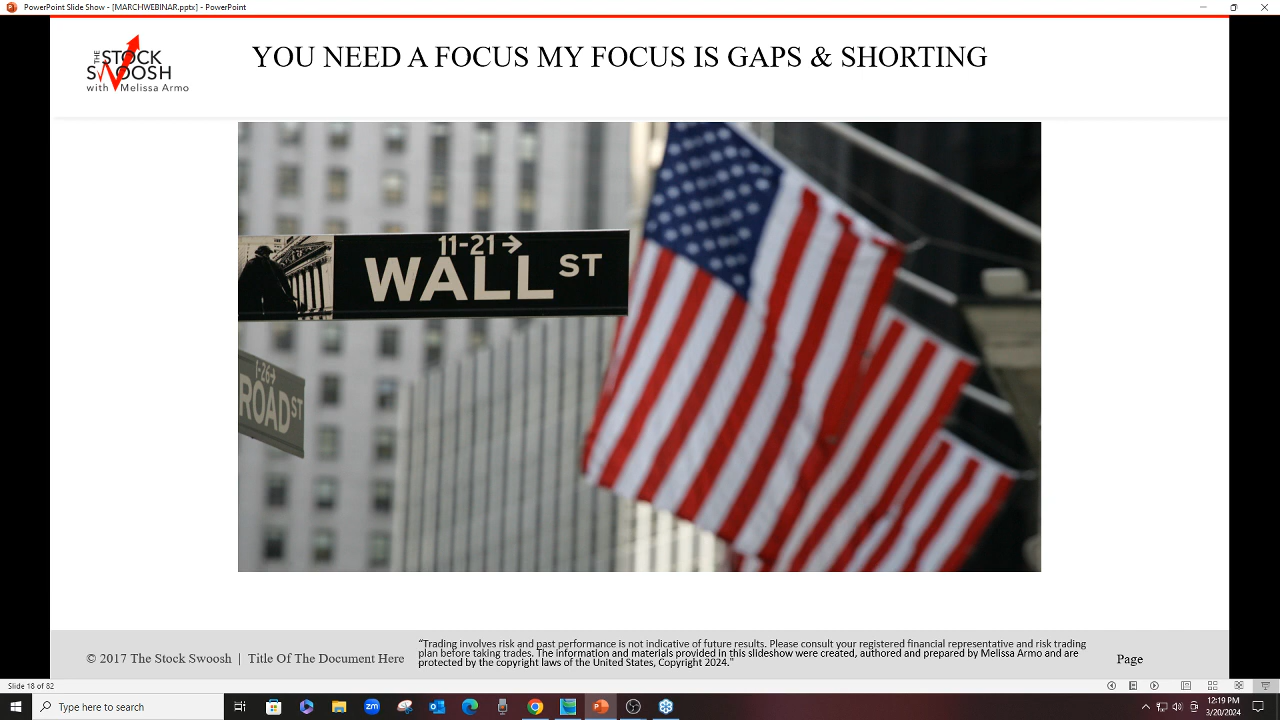 PowerPoint Slide Show - [MARCHWEBINAR.pptx] - PowerPoint
THE
STOCK
SWOOSH
with Melissa Armo
YOU NEED A FOCUS MY FOCUS IS GAPS & SHORTING
11-21→
WALL ST
1-26→
ROAD ST
© 2017 The Stock Swoosh | Title Of The Document Here
“Trading involves risk and past performance is not indicative of future results. Please consult your registered financial representative and risk trading
plan before taking trades. The information and materials provided in this slideshow were created, authored and prepared by Melissa Armo and are
protected by the copyright laws of the United States, Copyright 2024."
Page
Slide 18 of 82
Type here to search
zm
12:19 PM
3/20/2024